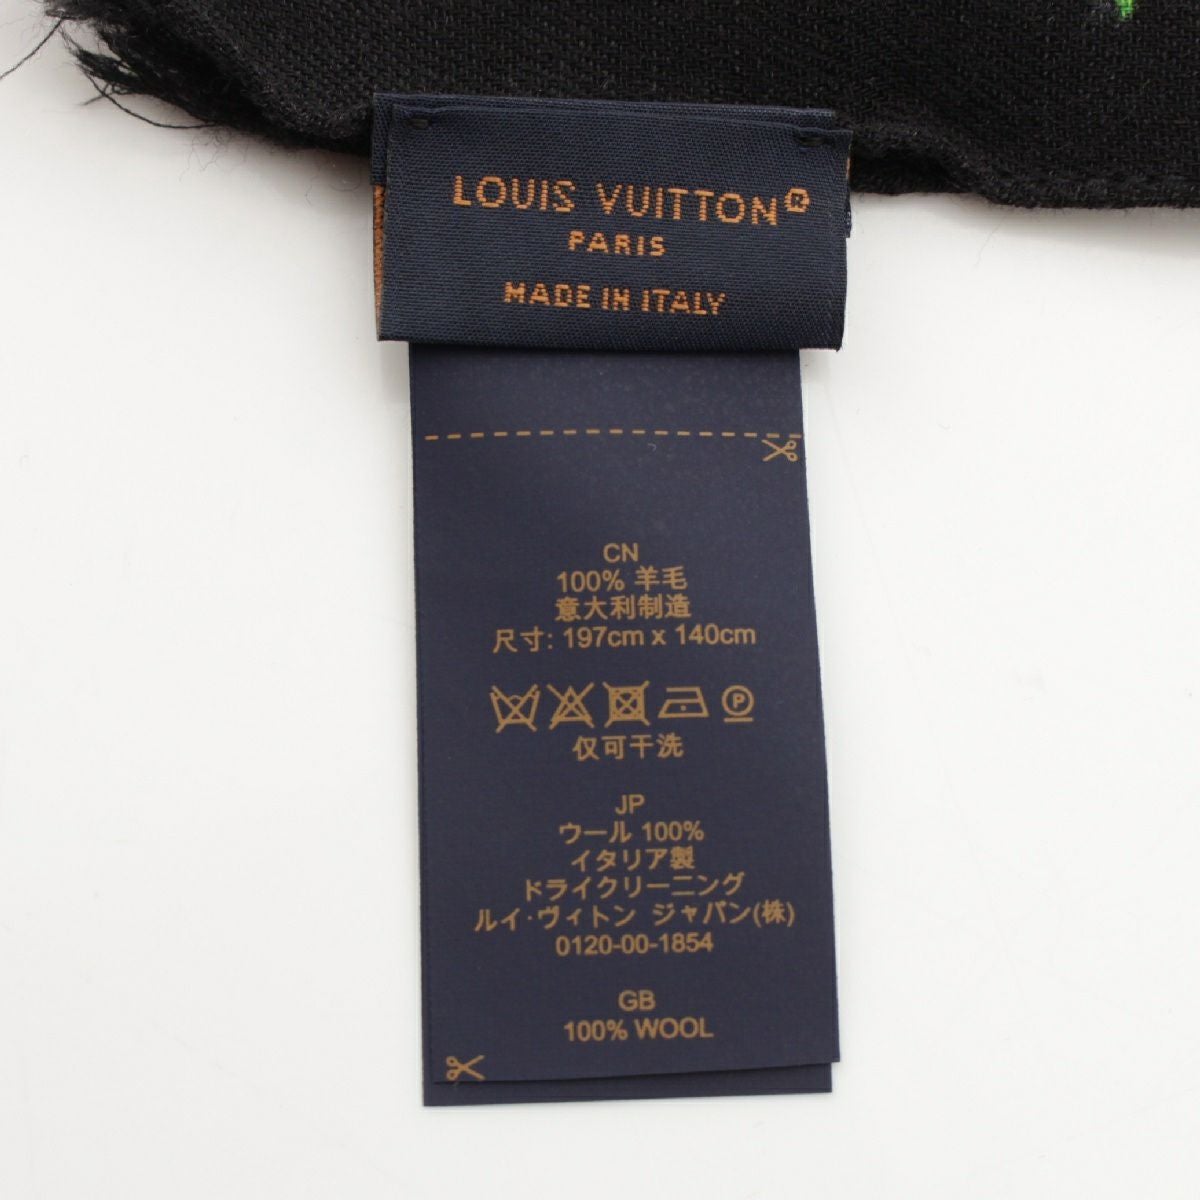 LOUIS VUITTON®
PARIS
MADE IN ITALY
CN
100% 羊毛
意大利制造
尺寸: 197cm x 140cm
P
仅可干洗
JP
ウール 100%
イタリア製
ドライクリーニング
ルイ・ヴィトン ジャパン(株)
0120-00-1854
GB
100% WOOL